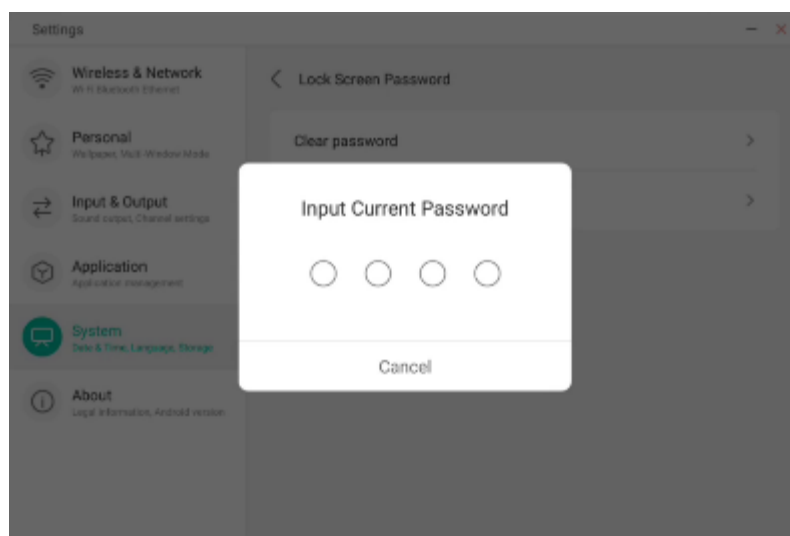 Settings
Wireless & Network
Wi-Fi Bluetooth Ethernet
Personal
Wallpaper, Multi-Window Mode
Input & Output
Sound output, Channel settings
Application
Application management
System
Date & Time, Language, Storage
About
Legal Information, Android version
Lock Screen Password
Clear password
Input Current Password
Cancel